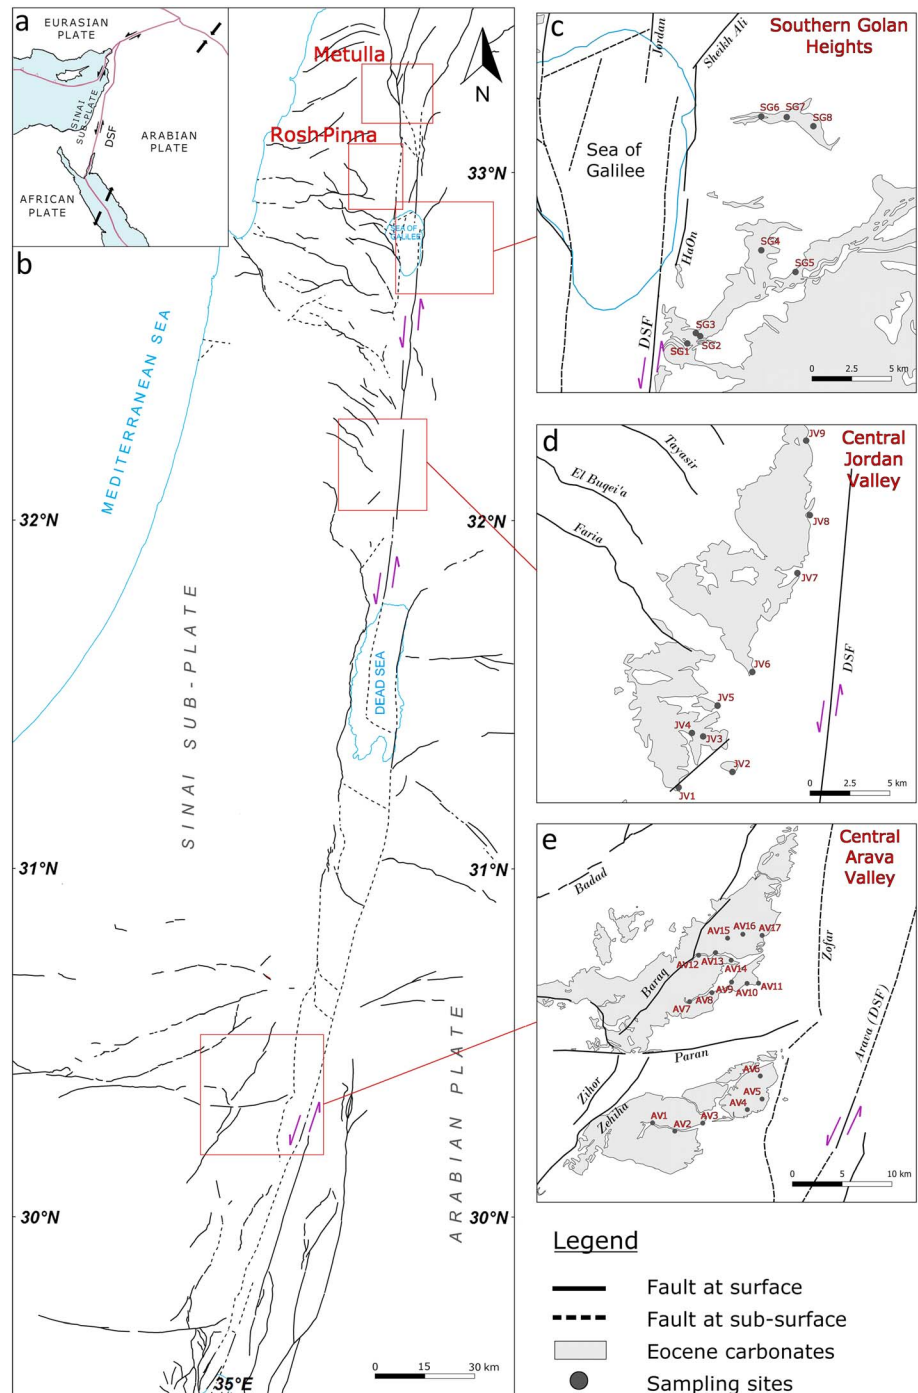 a
EURASIAN
PLATE
SINAI
SUB-PLATE
DSF
ARABIAN
PLATE
AFRICAN
PLATE
b
Metulla
Rosh-Pinna
N
33°N
SEA OF
GALILEE
MEDITERRANEAN SEA
32°N
32°N
SINAI SUB-PLATE
DEAD SEA
31°N
31°N
ARABIAN PLATE
30°N
30°N
35°E
0 15 30 km
c
Southern Golan
Heights
Jordan
Sheikh Ali
Sea of
Galilee
SG6
SG7
SG8
HaOn
SG4
SG5
SG3
SG2
SG1
DSF
0 2.5 5 km
d
Central
Jordan
Valley
Tayasir
El Buqei'a
Faria
JV9
JV8
JV7
JV6
JV5
JV4
JV3
JV2
JV1
DSF
0 2.5 5 km
e
Central
Arava
Valley
Badad
Baraq
AV15
AV16
AV17
AV12
AV13
AV14
AV9
AV10
AV11
AV8
AV7
Zofar
Arava (DSF)
Paran
Zihor
Zehiha
AV6
AV5
AV4
AV3
AV2
AV1
0 5 10 km
Legend
Fault at surface
Fault at sub-surface
Eocene carbonates
Sampling sites